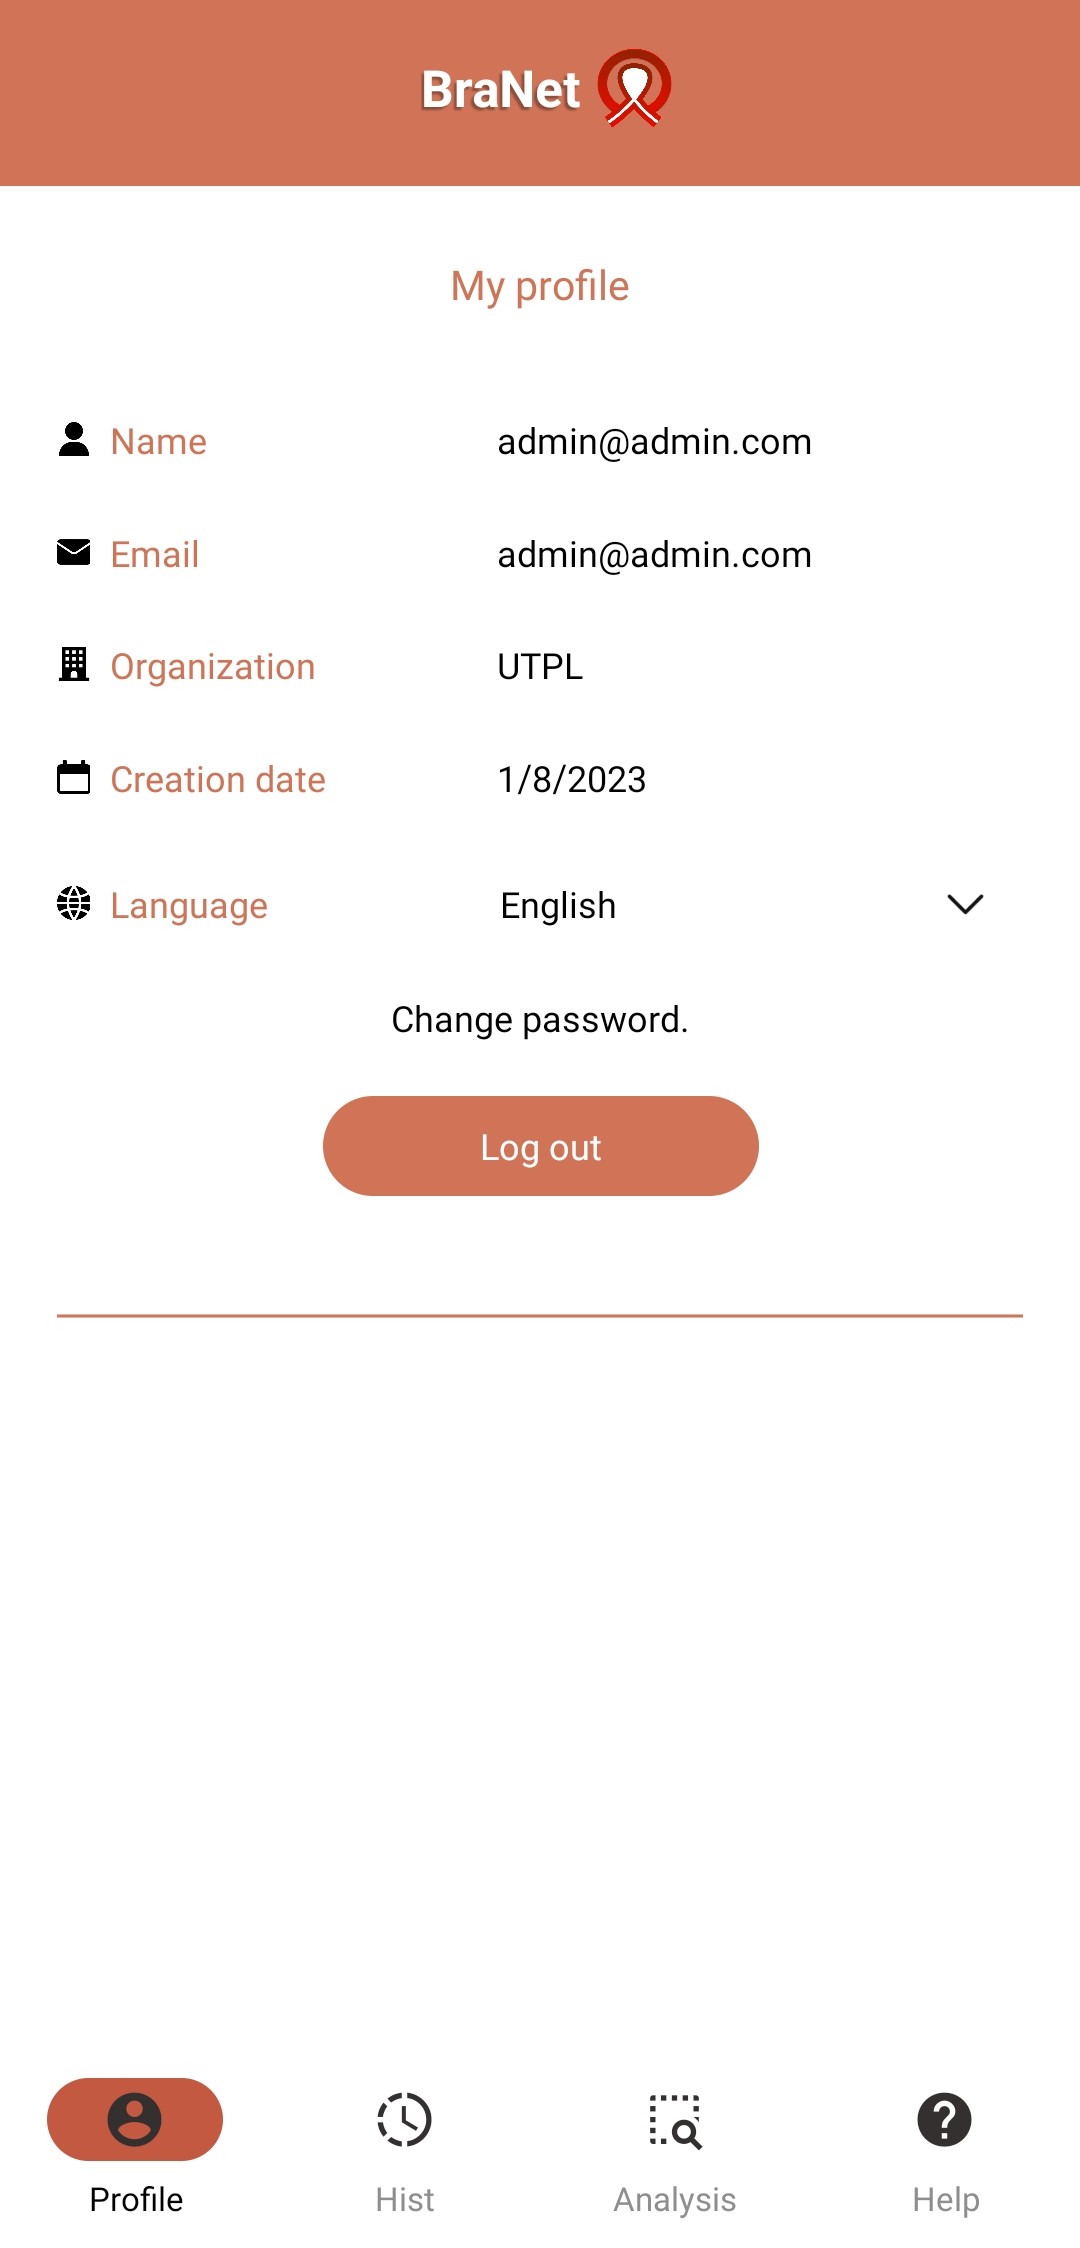 BraNet
My profile
Name admin@admin.com
Email admin@admin.com
Organization UTPL
Creation date 1/8/2023
Language English
Change password.
Log out
Profile Hist Analysis Help